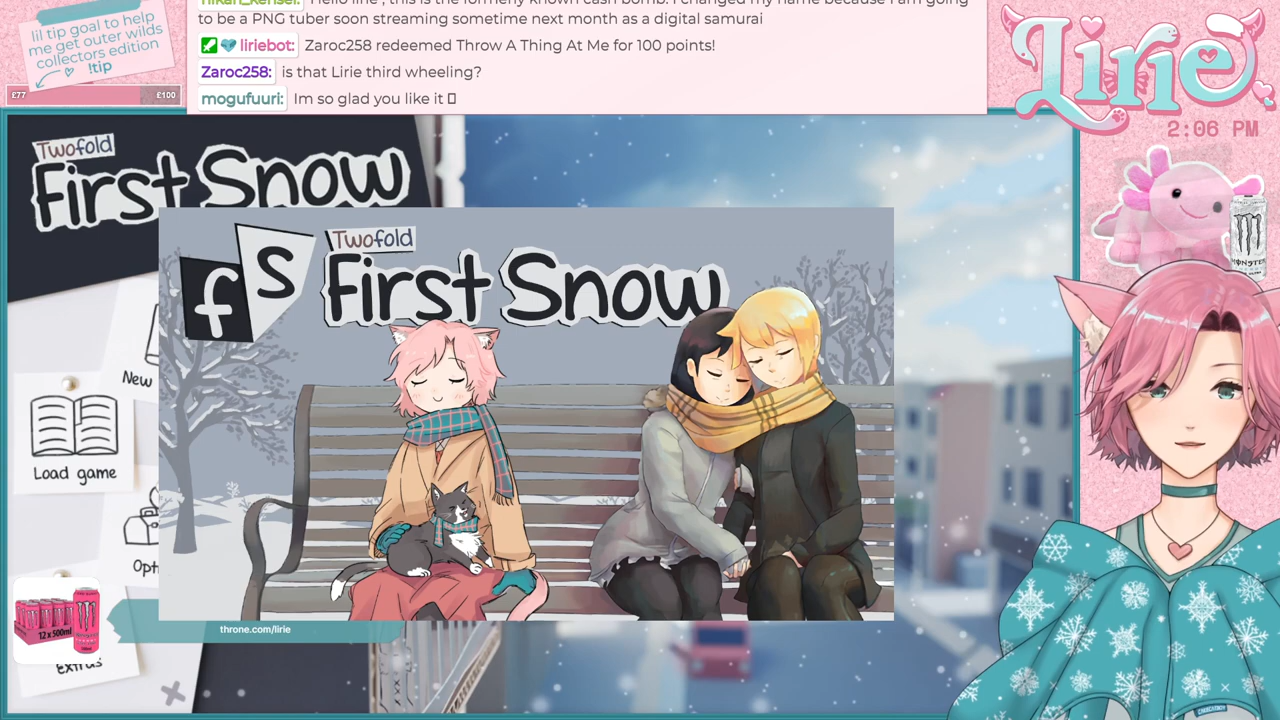 lil tip goal to help
me get outer wilds
collectors edition
!tip
£77
£100
to be a PNG tuber soon streaming sometime next month as a digital samurai
liriebot: Zaroc258 redeemed Throw A Thing At Me for 100 points!
Zaroc258: is that Lirie third wheeling?
mogufuuri: Im so glad you like it
Lirie
2:06 PM
Twofold
First Snow
fs
Twofold
First Snow
New
Load game
Opt
extras
MONSTER
12 x 500ml
throne.com/lirie